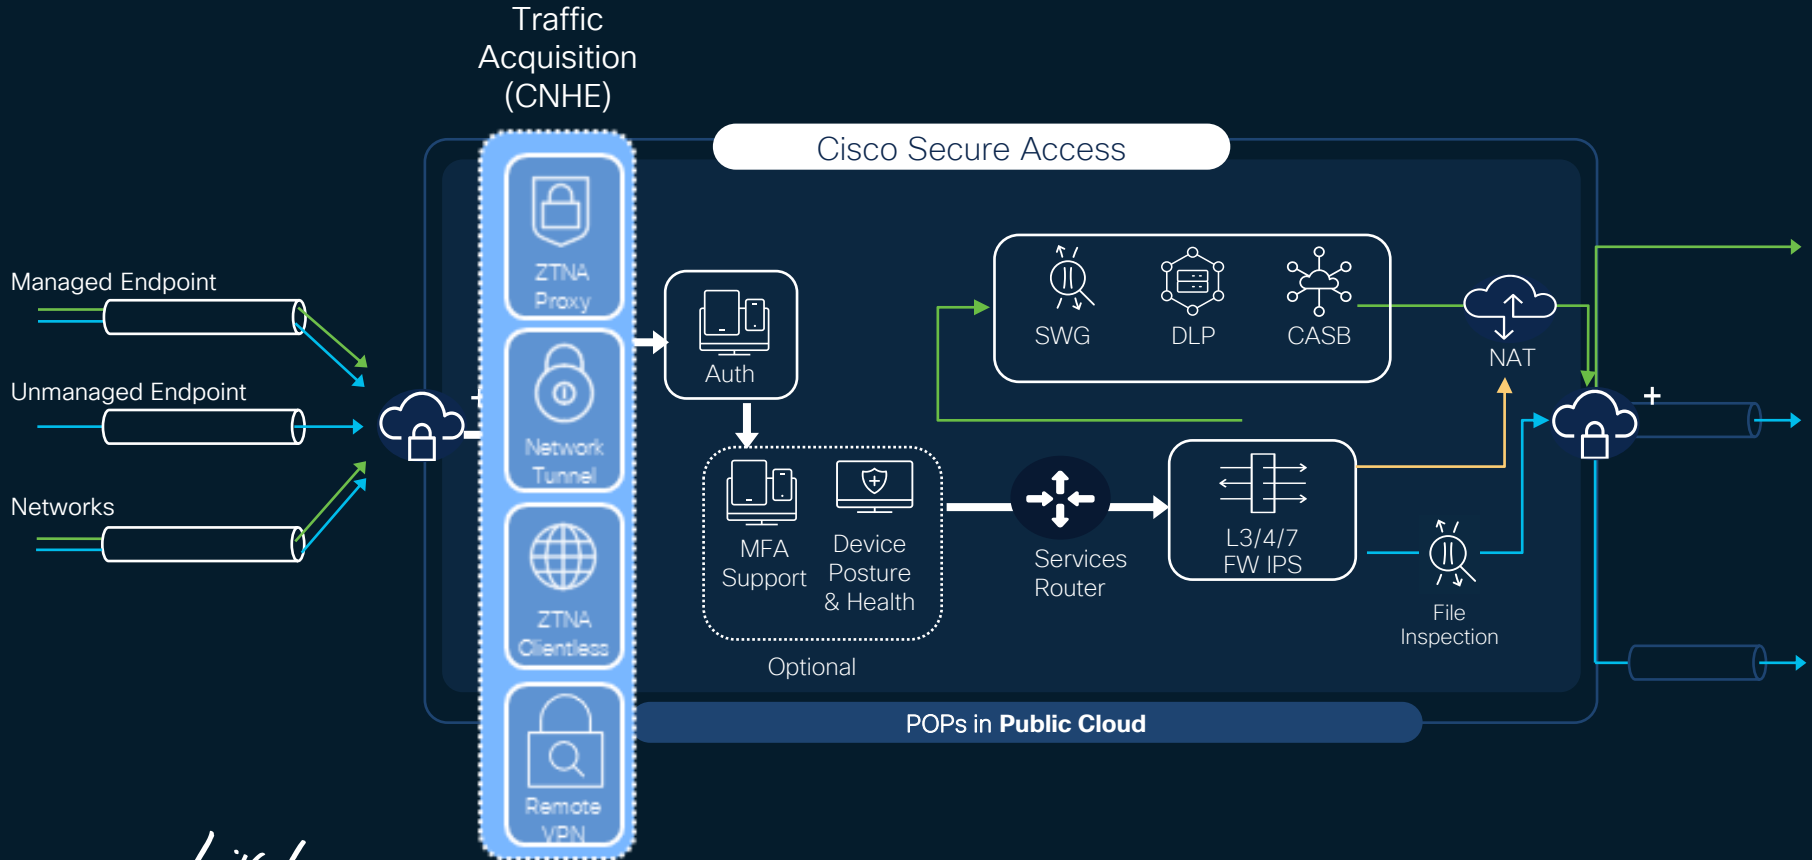 Traffic
Acquisition
(CNHE)
Cisco Secure Access
Managed Endpoint
Unmanaged Endpoint
Networks
ZTNA
Proxy
Network
Tunnel
ZTNA
Clientless
Remote
VPN
Auth
MFA
Support
Device
Posture
& Health
Optional
Services
Router
SWG
DLP
CASB
NAT
L3/4/7
FW IPS
File
Inspection
POPs in Public Cloud